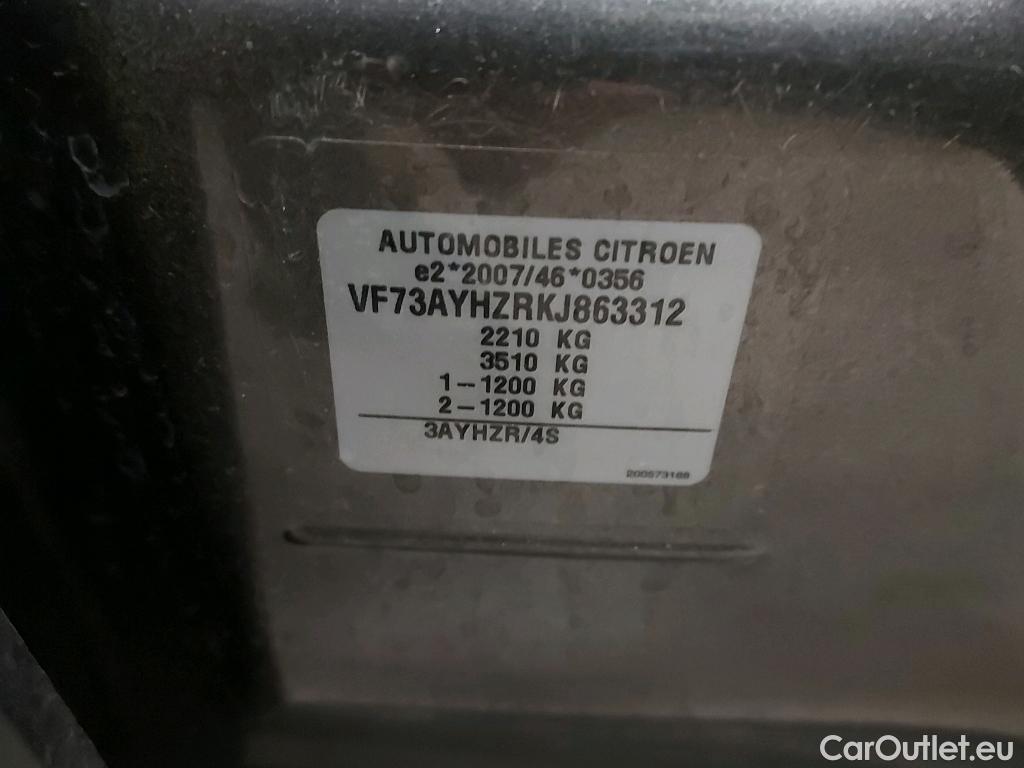 AUTOMOBILES CITROEN
e2*2007/46*0356
VF73AYHZRKJ863312
2210 KG
3510 KG
1-1200 KG
2-1200 KG
3AYHZR/4S
200573188
CarOutlet.eu